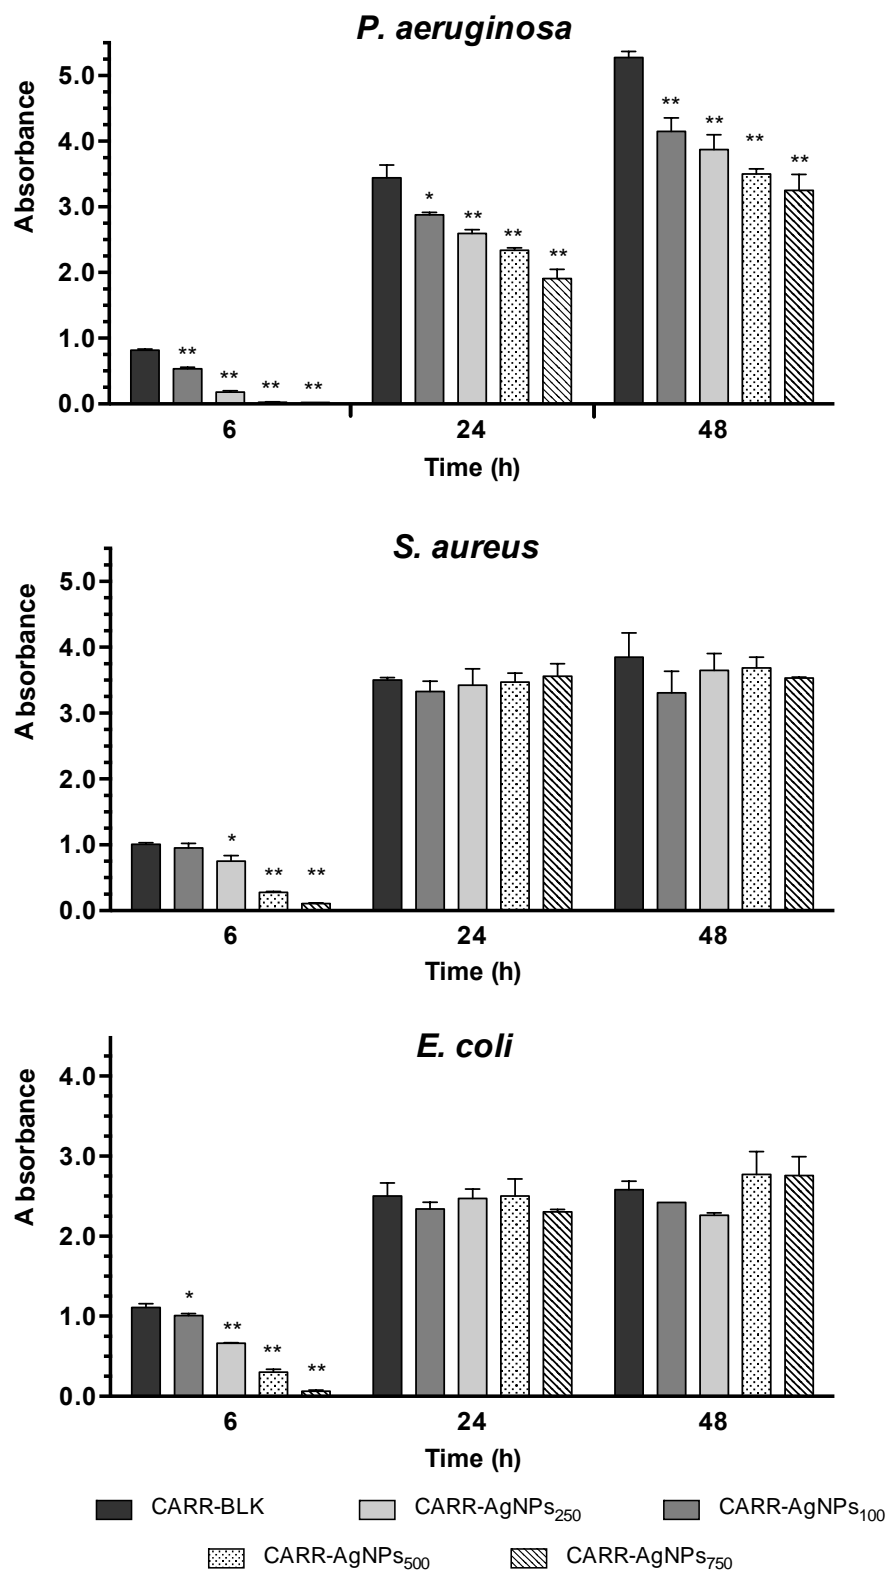 P. aeruginosa
5.0
4.0
3.0
2.0
1.0
0.0
Absorbance
** ** ** **
* ** ** **
** ** ** **
6 24 48
Time (h)
S. aureus
5.0
4.0
3.0
2.0
1.0
0.0
Absorbance
* ** **
6 24 48
Time (h)
E. coli
4.0
3.0
2.0
1.0
0.0
Absorbance
* ** ** **
6 24 48
Time (h)
CARR-BLK CARR-AgNPs250 CARR-AgNPs100
CARR-AgNPs500 CARR-AgNPs750